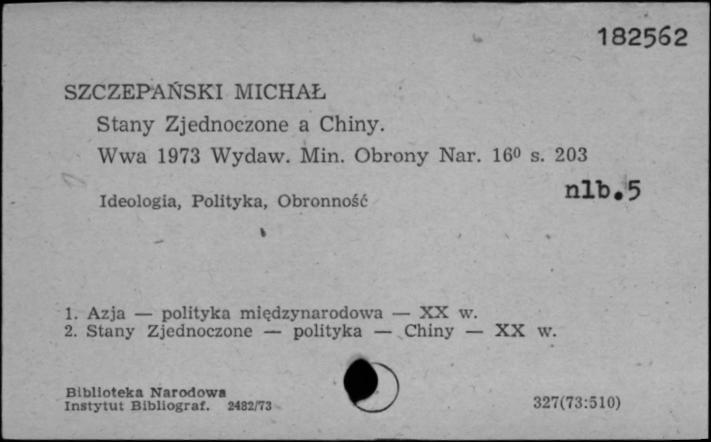 182562
SZCZEPAŃSKI MICHAŁ
Stany Zjednoczone a Chiny.
Wwa 1973 Wydaw. Min. Obrony Nar. 16⁰ s. 203
nlb.5
Ideologia, Polityka, Obronność
1. Azja — polityka międzynarodowa — XX w.
2. Stany Zjednoczone — polityka — Chiny — XX w.
Biblioteka Narodowa
Instytut Bibliograf. 2482/73
327(73:510)